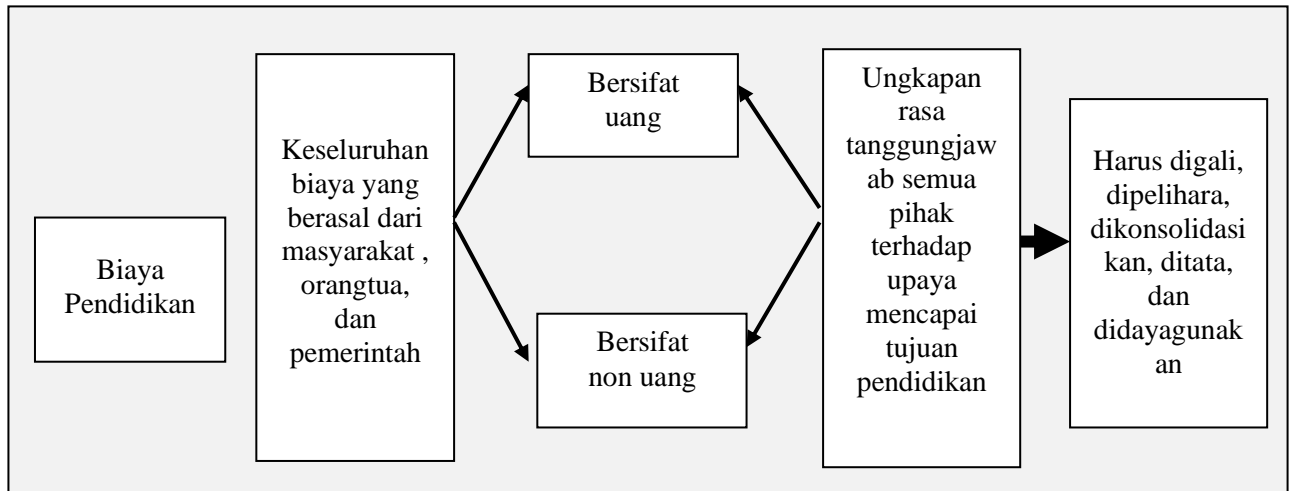 Biaya
Pendidikan
Keseluruhan
biaya yang
berasal dari
masyarakat ,
orangtua,
dan
pemerintah
Bersifat
uang
Bersifat
non uang
Ungkapan
rasa
tanggungjaw
ab semua
pihak
terhadap
upaya
mencapai
tujuan
pendidikan
Harus digali,
dipelihara,
dikonsolidasi
kan, ditata,
dan
didayagunak
an